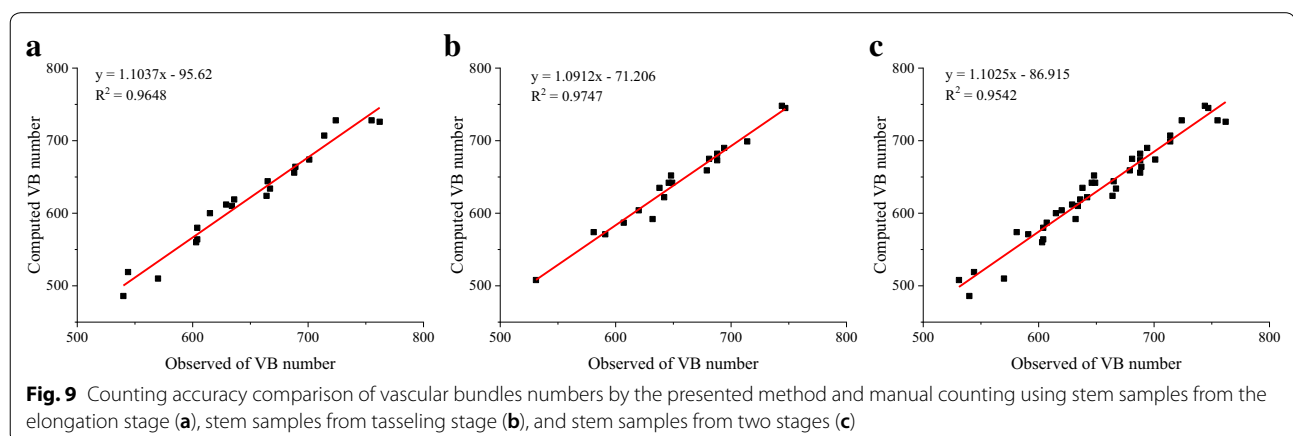 a
y = 1.1037x - 95.62
R² = 0.9648
800
700
600
500
Computed VB number
500 600 700 800
Observed of VB number
b
y = 1.0912x - 71.206
R² = 0.9747
800
700
600
500
Computed VB number
500 600 700 800
Observed of VB number
c
y = 1.1025x - 86.915
R² = 0.9542
800
700
600
500
Computed VB number
500 600 700 800
Observed of VB number
Fig. 9 Counting accuracy comparison of vascular bundles numbers by the presented method and manual counting using stem samples from the
elongation stage (a), stem samples from tasseling stage (b), and stem samples from two stages (c)